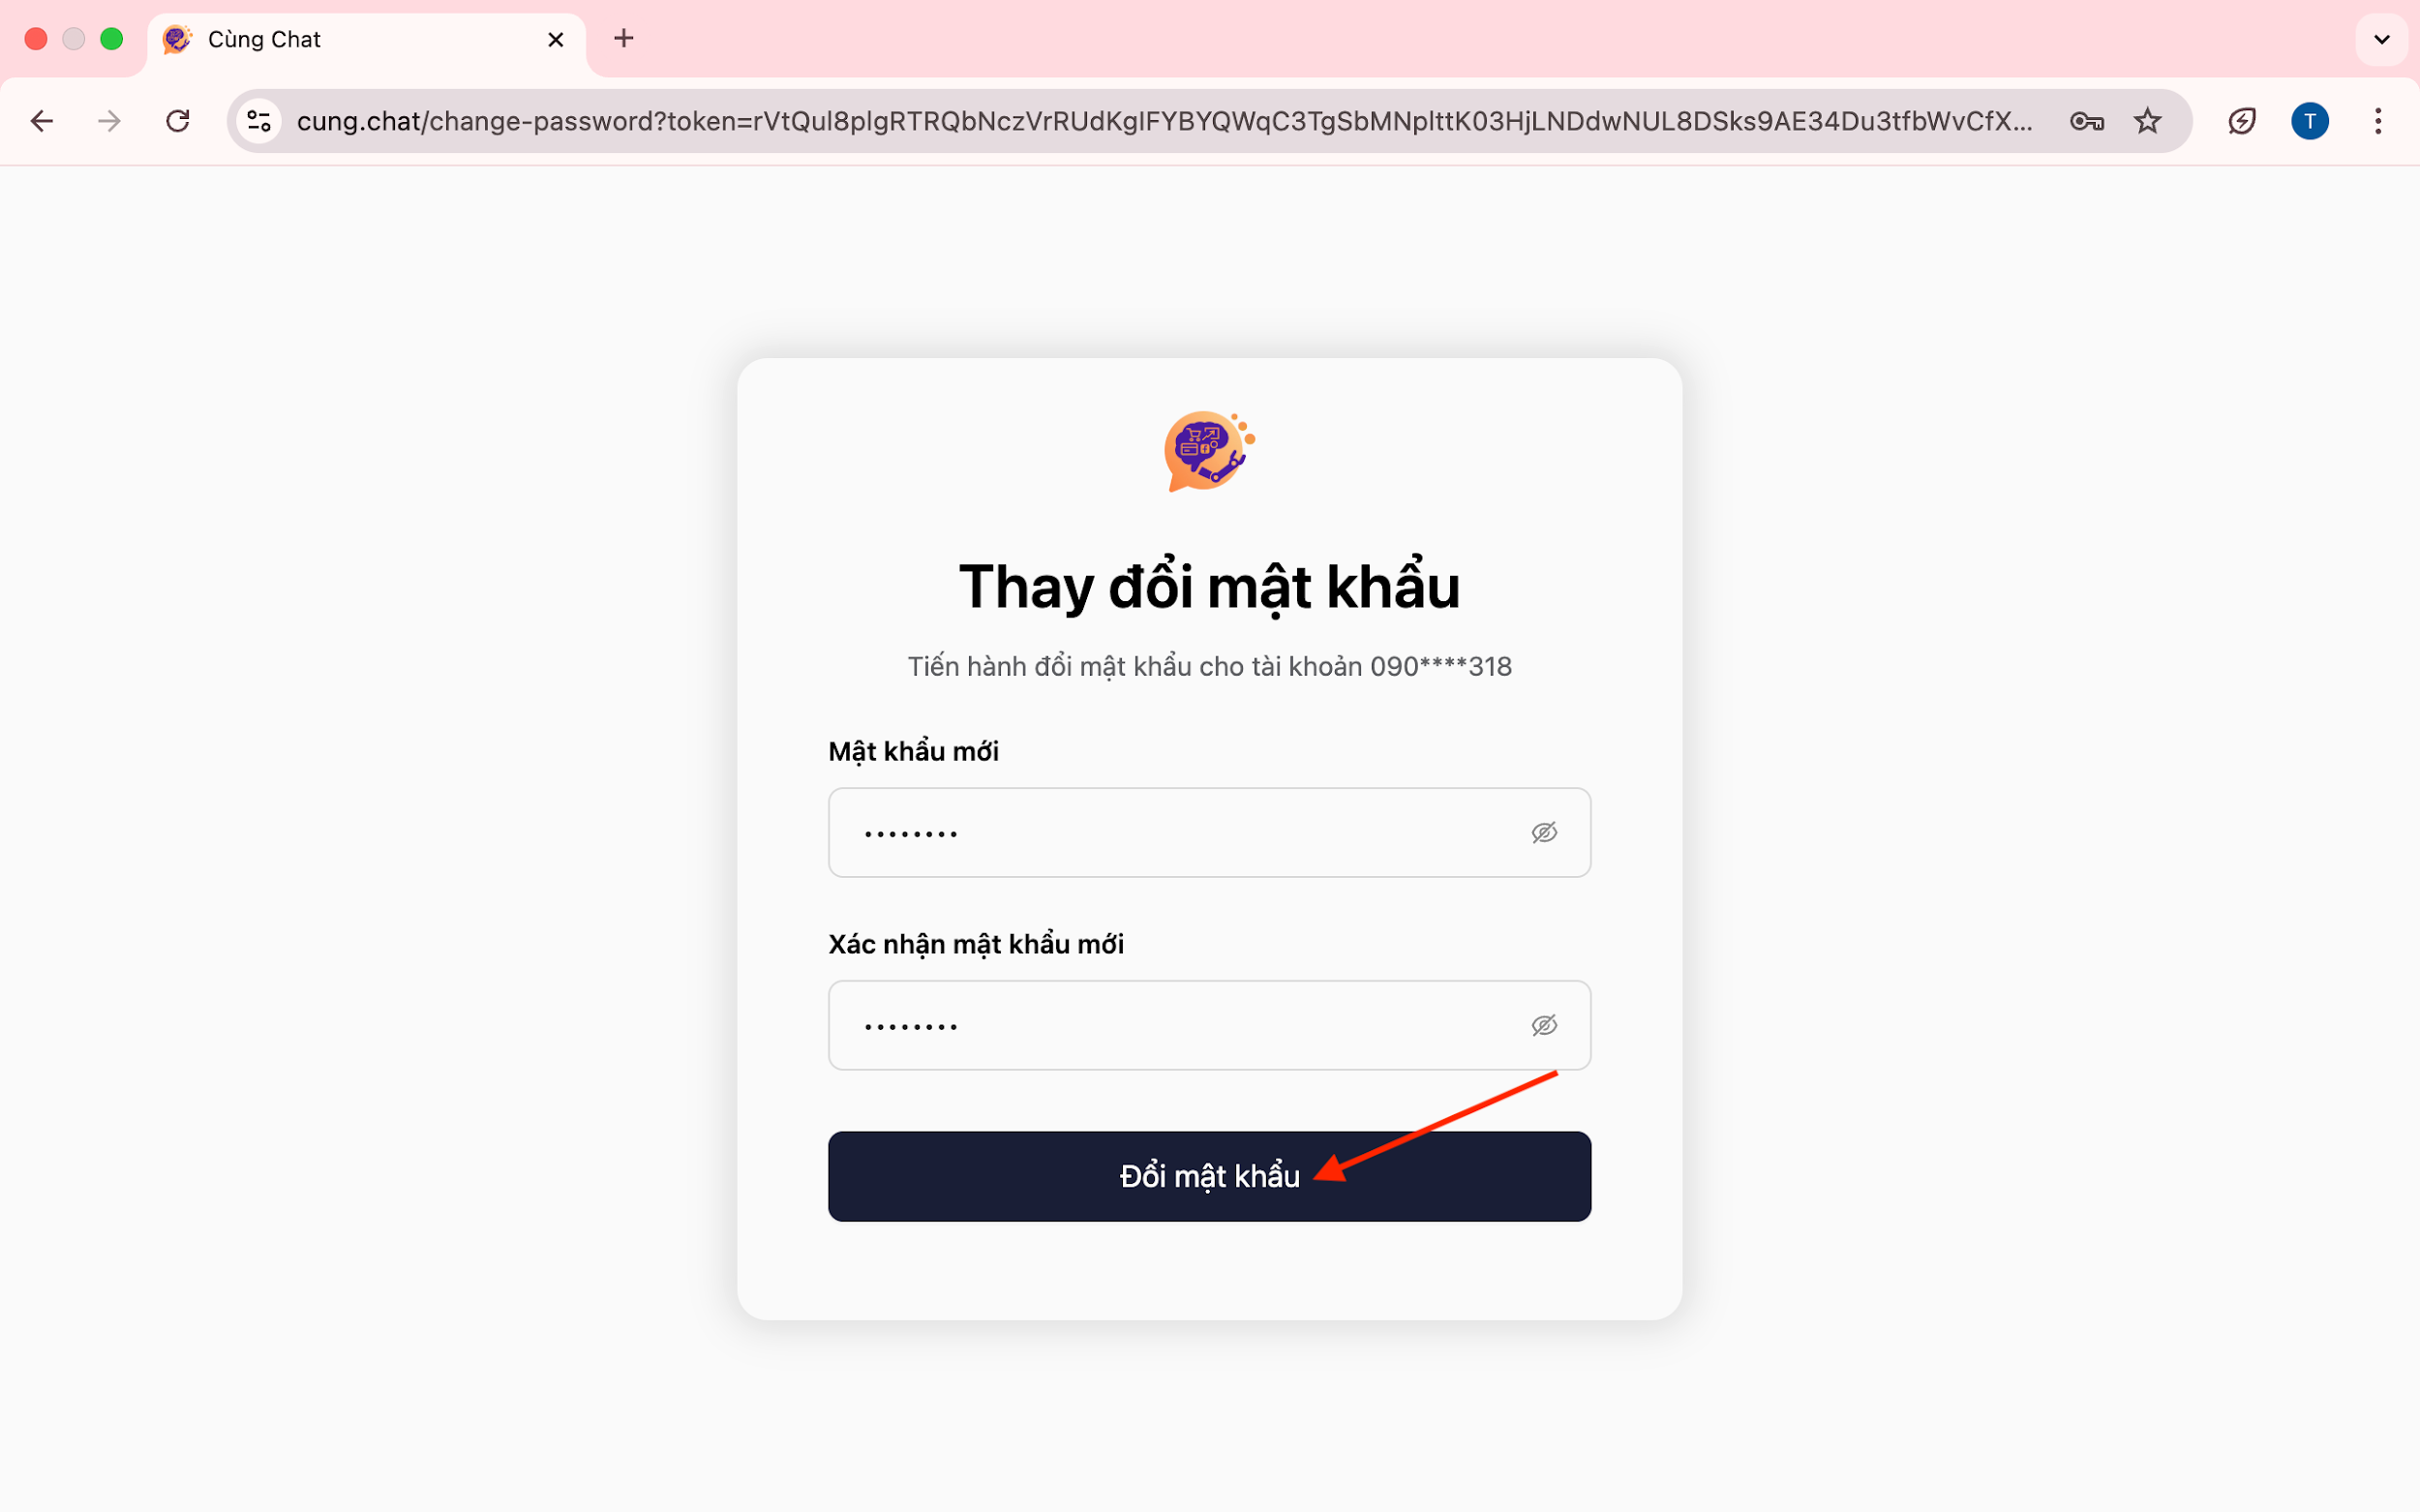 Cùng Chat
cung.chat/change-password?token=rVtQul8plgRTRQbNczVrRUdKgIFYBYQWqC3TgSbMNpIttK03HjLNDdwNUL8DSks9AE34Du3tfbWvCfX...
T
Thay đổi mật khẩu
Tiến hành đổi mật khẩu cho tài khoản 090****318
Mật khẩu mới
••••••••
Xác nhận mật khẩu mới
••••••••
Đổi mật khẩu